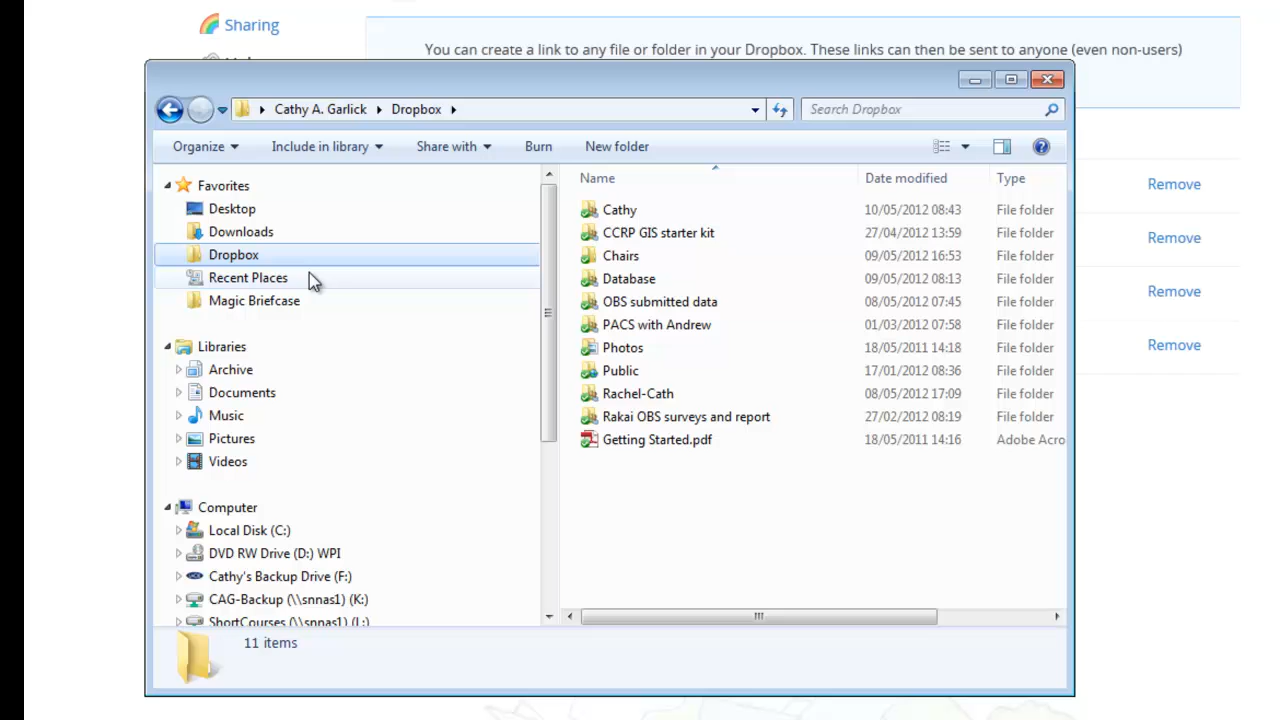 Sharing
You can create a link to any file or folder in your Dropbox. These links can then be sent to anyone (even non-users)
Cathy A. Garlick Dropbox
Search Dropbox
Organize Include in library Share with Burn New folder
Favorites
Desktop
Downloads
Dropbox
Recent Places
Magic Briefcase
Libraries
Archive
Documents
Music
Pictures
Videos
Computer
Local Disk (C:)
DVD RW Drive (D:) WPI
Cathy's Backup Drive (F:)
CAG-Backup (\\snnas1) (K:)
ShortCourses (\\snnas1) (L:)
Name Date modified Type
Cathy 10/05/2012 08:43 File folder
CCRP GIS starter kit 27/04/2012 13:59 File folder
Chairs 09/05/2012 16:53 File folder
Database 09/05/2012 08:13 File folder
OBS submitted data 08/05/2012 07:45 File folder
PACS with Andrew 01/03/2012 07:58 File folder
Photos 18/05/2011 14:18 File folder
Public 17/01/2012 08:36 File folder
Rachel-Cath 08/05/2012 17:09 File folder
Rakai OBS surveys and report 27/02/2012 08:19 File folder
Getting Started.pdf 18/05/2011 14:16 Adobe Acro
11 items
Remove
Remove
Remove
Remove